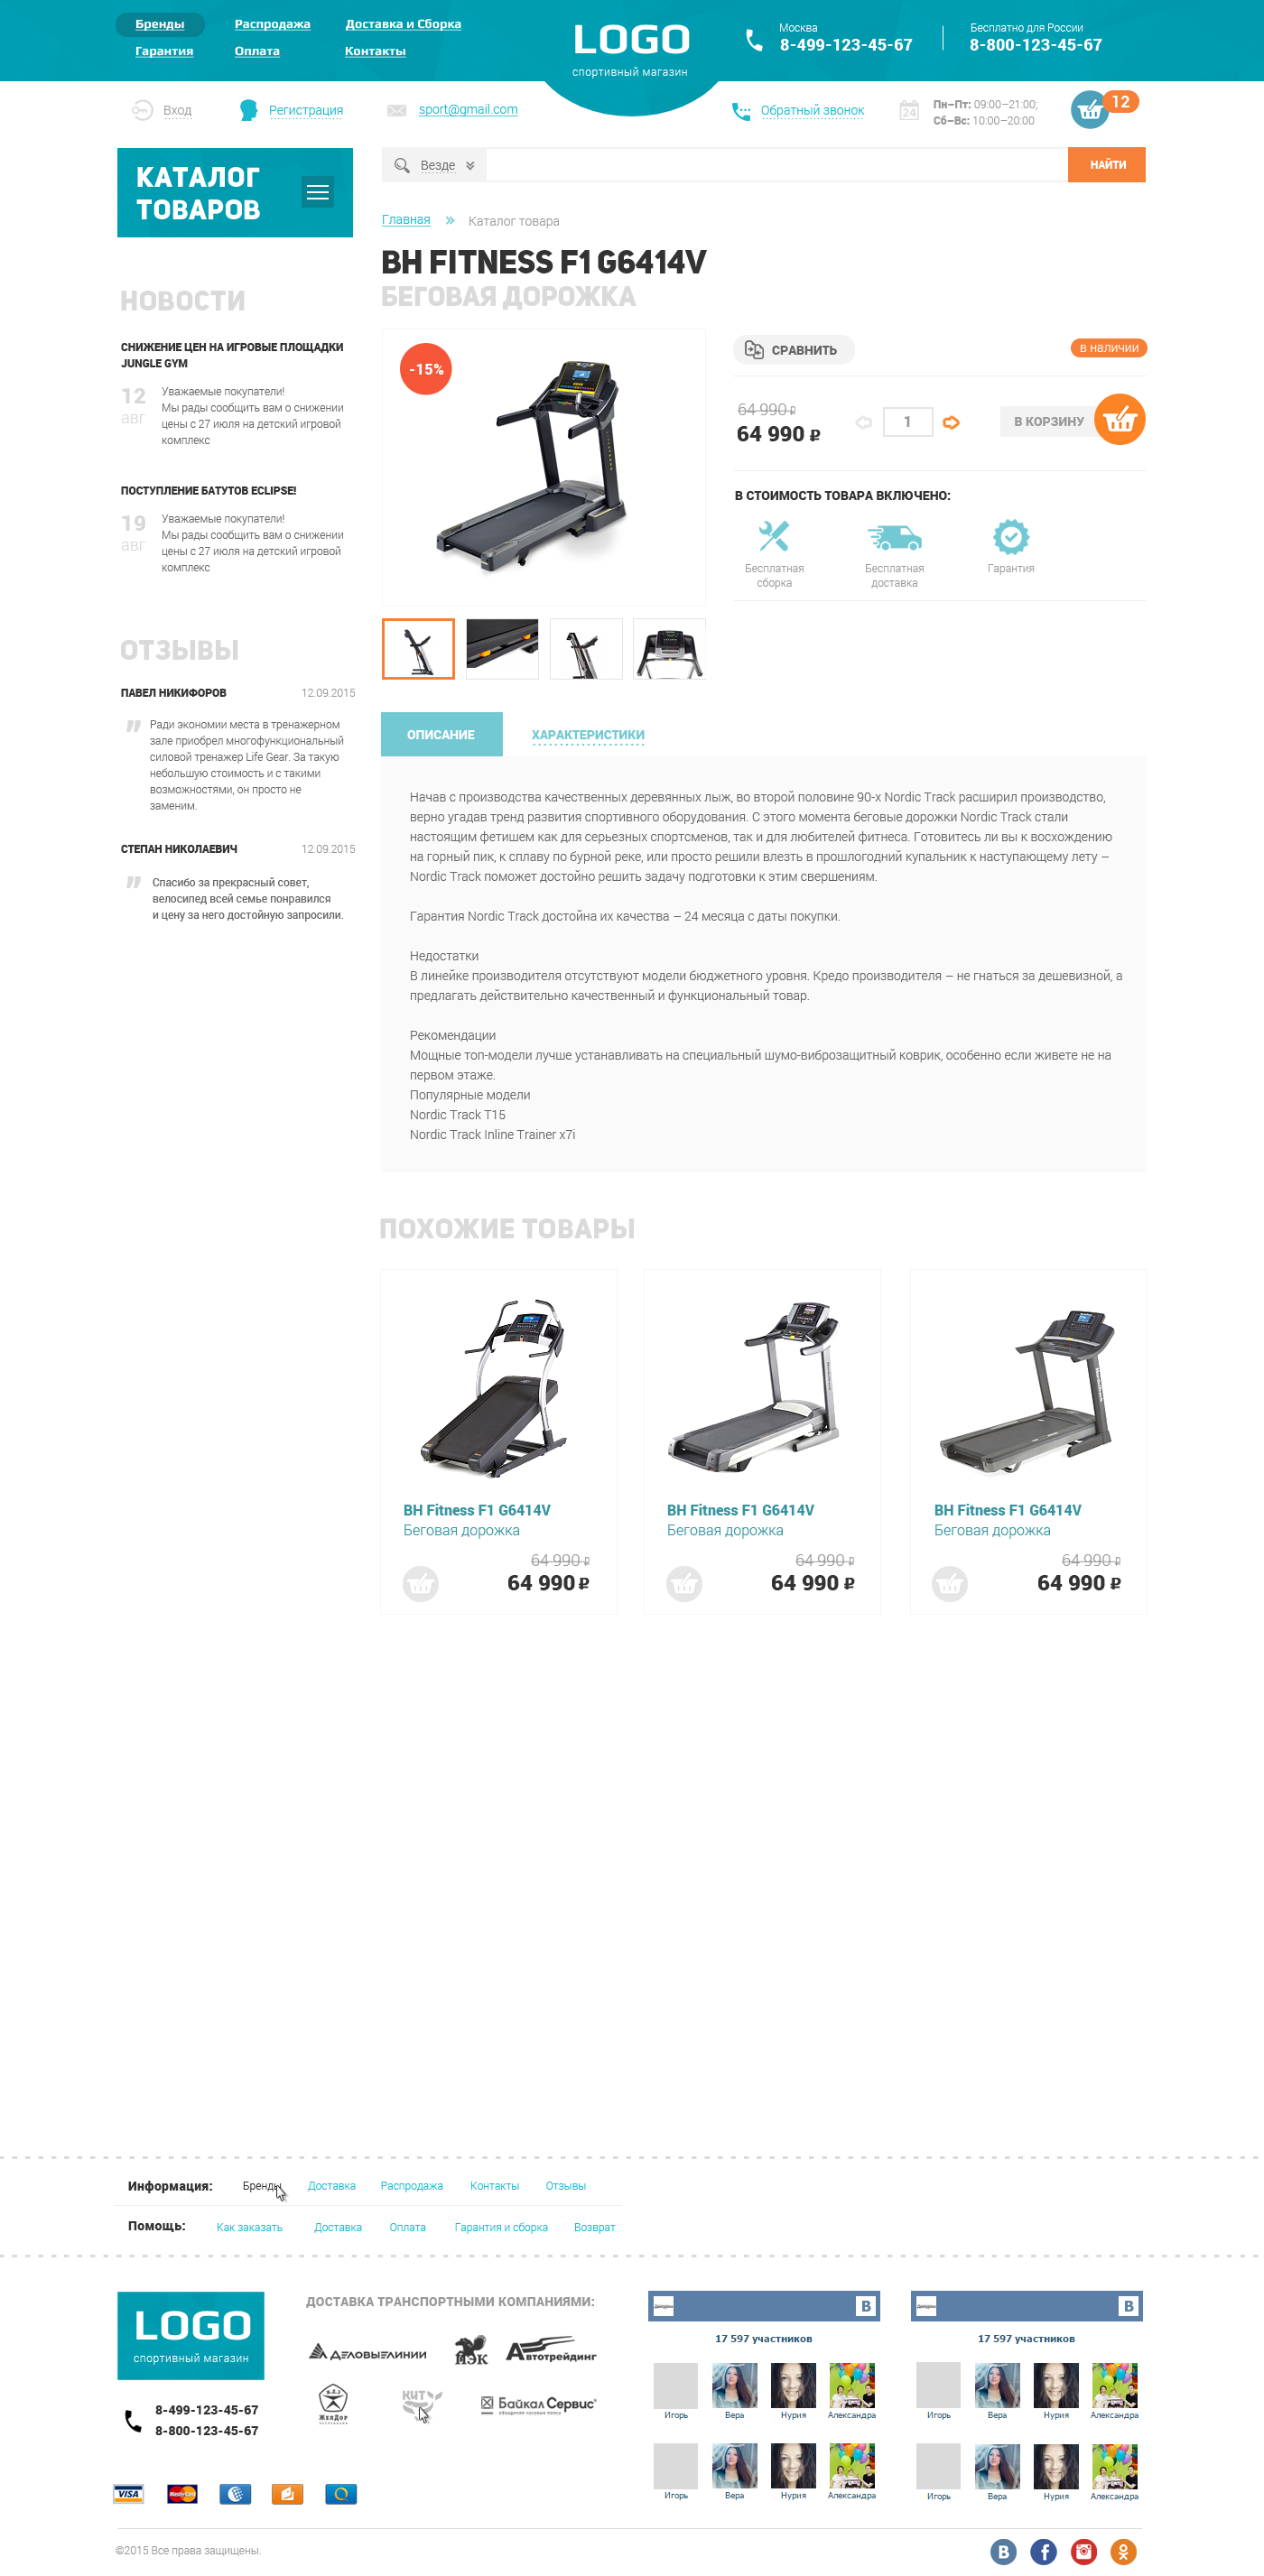 Бренды
Распродажа
Доставка и Сборка
Гарантия
Оплата
Контакты
LOGO
спортивный магазин
Москва
8-499-123-45-67
Бесплатно для России
8-800-123-45-67
Вход
Регистрация
sport@gmail.com
Обратный звонок
24
Пн–Пт: 09:00–21:00;
Сб–Вс: 10:00–20:00
12
КАТАЛОГ
ТОВАРОВ
Везде
НАЙТИ
Главная » Каталог товара
BH FITNESS F1 G6414V
БЕГОВАЯ ДОРОЖКА
НОВОСТИ
СНИЖЕНИЕ ЦЕН НА ИГРОВЫЕ ПЛОЩАДКИ
JUNGLE GYM
12
авг
Уважаемые покупатели!
Мы рады сообщить вам о снижении
цены с 27 июля на детский игровой
комплекс
ПОСТУПЛЕНИЕ БАТУТОВ ECLIPSE!
19
авг
Уважаемые покупатели!
Мы рады сообщить вам о снижении
цены с 27 июля на детский игровой
комплекс
ОТЗЫВЫ
ПАВЕЛ НИКИФОРОВ
12.09.2015
Ради экономии места в тренажерном
зале приобрел многофункциональный
силовой тренажер Life Gear. За такую
небольшую стоимость и с такими
возможностями, он просто не
заменим.
СТЕПАН НИКОЛАЕВИЧ
12.09.2015
Спасибо за прекрасный совет,
велосипед всей семье понравился
и цену за него достойную запросили.
-15%
СРАВНИТЬ
в наличии
64 990 ₽
64 990 ₽
1
В КОРЗИНУ
В СТОИМОСТЬ ТОВАРА ВКЛЮЧЕНО:
Бесплатная
сборка
Бесплатная
доставка
Гарантия
ОПИСАНИЕ
ХАРАКТЕРИСТИКИ
Начав с производства качественных деревянных лыж, во второй половине 90-х Nordic Track расширил производство,
верно угадав тренд развития спортивного оборудования. С этого момента беговые дорожки Nordic Track стали
настоящим фетишем как для серьезных спортсменов, так и для любителей фитнеса. Готовитесь ли вы к восхождению
на горный пик, к сплаву по бурной реке, или просто решили влезть в прошлогодний купальник к наступающему лету –
Nordic Track поможет достойно решить задачу подготовки к этим свершениям.
Гарантия Nordic Track достойна их качества – 24 месяца с даты покупки.
Недостатки
В линейке производителя отсутствуют модели бюджетного уровня. Кредо производителя – не гнаться за дешевизной, а
предлагать действительно качественный и функциональный товар.
Рекомендации
Мощные топ-модели лучше устанавливать на специальный шумо-виброзащитный коврик, особенно если живете не на
первом этаже.
Популярные модели
Nordic Track T15
Nordic Track Inline Trainer x7i
ПОХОЖИЕ ТОВАРЫ
BH Fitness F1 G6414V
Беговая дорожка
64 990 ₽
64 990 ₽
BH Fitness F1 G6414V
Беговая дорожка
64 990 ₽
64 990 ₽
BH Fitness F1 G6414V
Беговая дорожка
64 990 ₽
64 990 ₽
Информация: Бренды Доставка Распродажа Контакты Отзывы
Помощь: Как заказать Доставка Оплата Гарантия и сборка Возврат
LOGO
спортивный магазин
8-499-123-45-67
8-800-123-45-67
VISA
MasterCard
ДОСТАВКА ТРАНСПОРТНЫМИ КОМПАНИЯМИ:
ДЕЛОВЫЕЛИНИИ
ПЭК
Автотрейдинг
ЖелДор
экспедиция
КИТ
Байкал Сервис
В
17 597 участников
Игорь Вера Нурия Александра
Игорь Вера Нурия Александра
В
17 597 участников
Игорь Вера Нурия Александра
Игорь Вера Нурия Александра
©2015 Все права защищены.